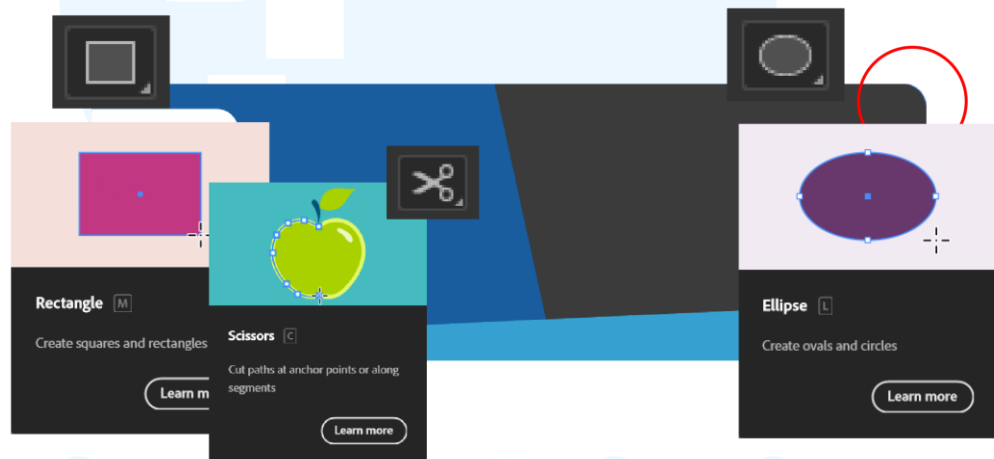 Rectangle M
Create squares and rectangles
Learn m
Scissors C
Cut paths at anchor points or along
segments
Learn more
Ellipse L
Create ovals and circles
Learn more